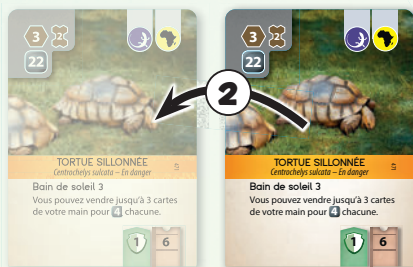 3 2
22
TORTUE SILLONNÉE
Centrochelys sulcata – En danger
Bain de soleil 3
Vous pouvez vendre jusqu'à 3 cartes
de votre main pour 4 chacune.
1 6
2
3 2
22
TORTUE SILLONNÉE
Centrochelys sulcata – En danger
Bain de soleil 3
Vous pouvez vendre jusqu'à 3 cartes
de votre main pour 4 chacune.
1 6